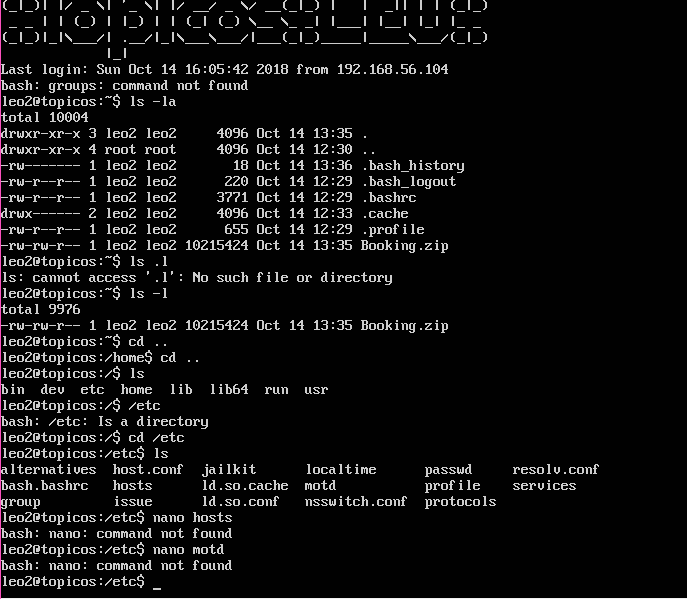 Last login: Sun Oct 14 16:05:42 2018 from 192.168.56.104
bash: groups: command not found
leo2@topicos:~$ ls -la
total 10004
drwxr-xr-x 3 leo2 leo2     4096 Oct 14 13:35 .
drwxr-xr-x 4 root root     4096 Oct 14 12:30 ..
-rw------- 1 leo2 leo2       18 Oct 14 13:36 .bash_history
-rw-r--r-- 1 leo2 leo2      220 Oct 14 12:29 .bash_logout
-rw-r--r-- 1 leo2 leo2     3771 Oct 14 12:29 .bashrc
drwx------ 2 leo2 leo2     4096 Oct 14 12:33 .cache
-rw-r--r-- 1 leo2 leo2      655 Oct 14 12:29 .profile
-rw-rw-r-- 1 leo2 leo2 10215424 Oct 14 13:35 Booking.zip
leo2@topicos:~$ ls .l
ls: cannot access '.l': No such file or directory
leo2@topicos:~$ ls -l
total 9976
-rw-rw-r-- 1 leo2 leo2 10215424 Oct 14 13:35 Booking.zip
leo2@topicos:~$ cd ..
leo2@topicos:/home$ cd ..
leo2@topicos:/$ ls
bin  dev  etc  home  lib  lib64  run  usr
leo2@topicos:/$ /etc
bash: /etc: Is a directory
leo2@topicos:/$ cd /etc
leo2@topicos:/etc$ ls
alternatives  host.conf  jailkit      localtime      passwd     resolv.conf
bash.bashrc   hosts      ld.so.cache  motd           profile    services
group         issue      ld.so.conf   nsswitch.conf  protocols
leo2@topicos:/etc$ nano hosts
bash: nano: command not found
leo2@topicos:/etc$ nano motd
bash: nano: command not found
leo2@topicos:/etc$ _